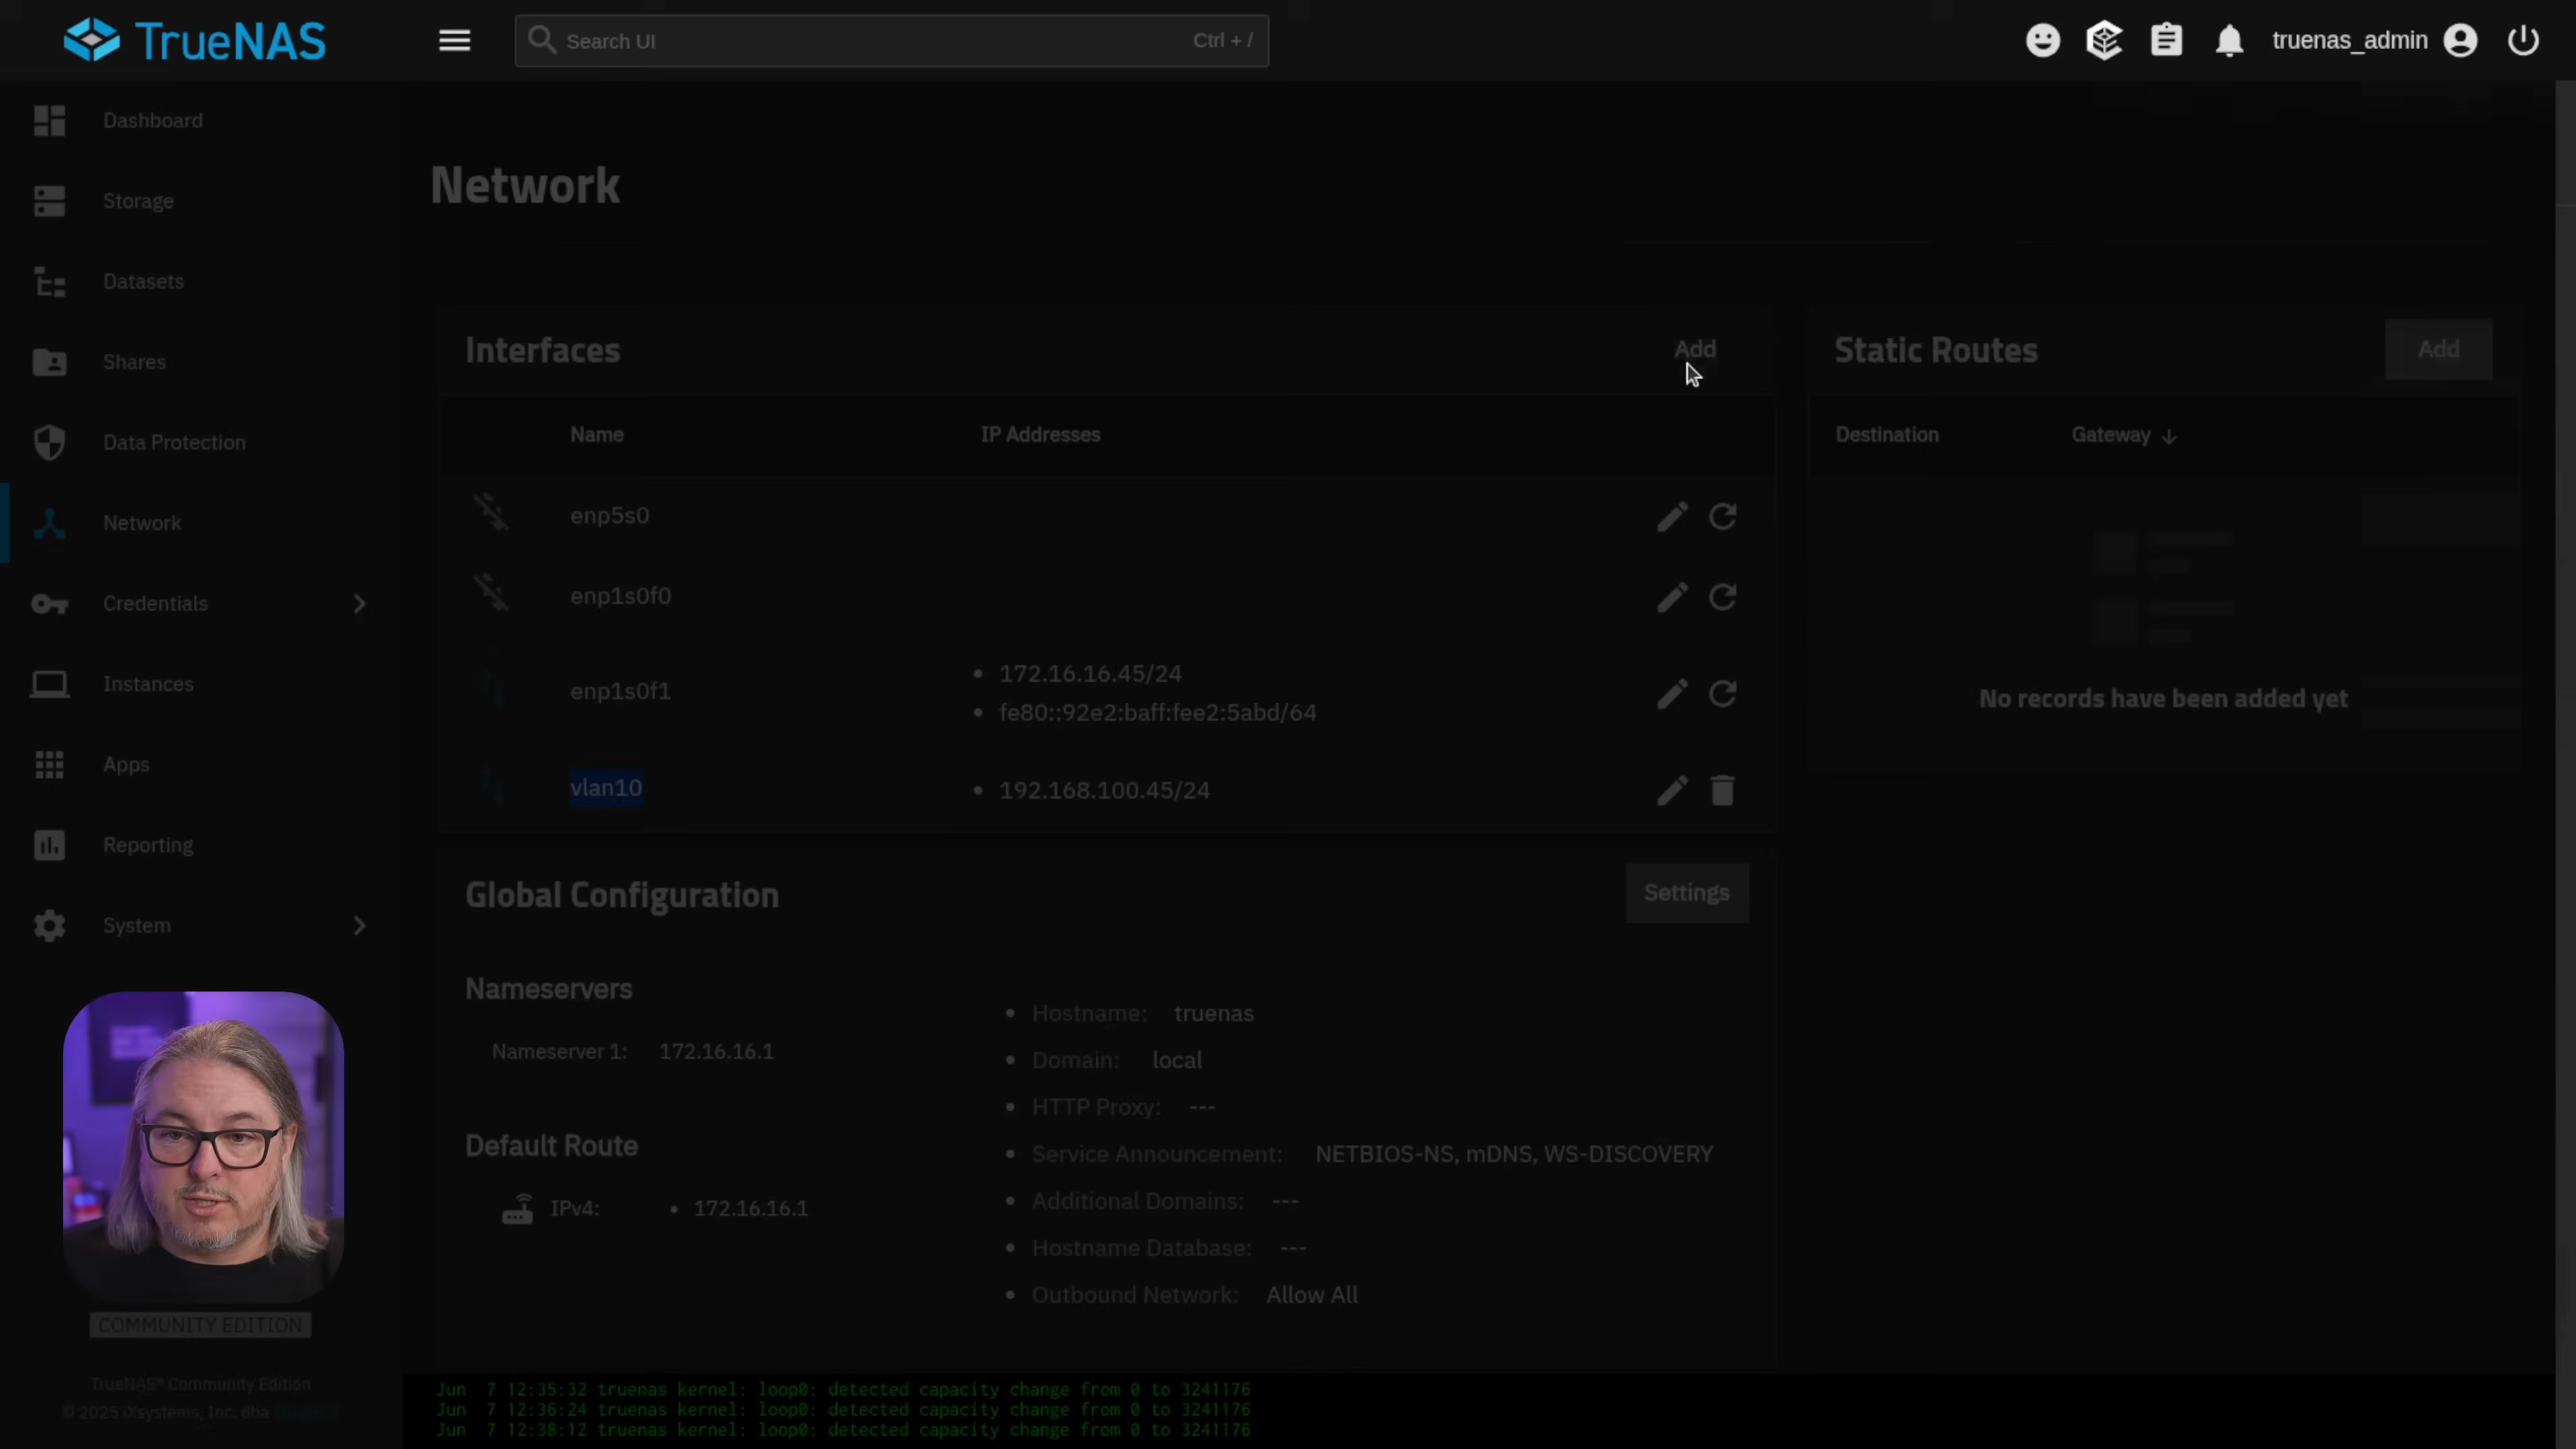 TrueNAS
Search UI
Ctrl + /
truenas_admin
Dashboard
Storage
Datasets
Shares
Data Protection
Network
Credentials
Instances
Apps
Reporting
System
COMMUNITY EDITION
TrueNAS® Community Edition
© 2025 iXsystems, Inc. dba
Network
Interfaces
Add
Name
IP Addresses
enp5s0
enp1s0f0
enp1s0f1
• 172.16.16.45/24
• fe80::92e2:baff:fee2:5abd/64
vlan10
• 192.168.100.45/24
Static Routes
Add
Destination
Gateway
No records have been added yet
Global Configuration
Settings
Nameservers
Nameserver 1: 172.16.16.1
Default Route
IPv4: • 172.16.16.1
• Hostname: truenas
• Domain: local
• HTTP Proxy: ---
• Service Announcement: NETBIOS-NS, mDNS, WS-DISCOVERY
• Additional Domains: ---
• Hostname Database: ---
• Outbound Network: Allow All
Jun 7 12:35:32 truenas kernel: loop0: detected capacity change from 0 to 3241176
Jun 7 12:36:24 truenas kernel: loop0: detected capacity change from 0 to 3241176
Jun 7 12:38:12 truenas kernel: loop0: detected capacity change from 0 to 3241176